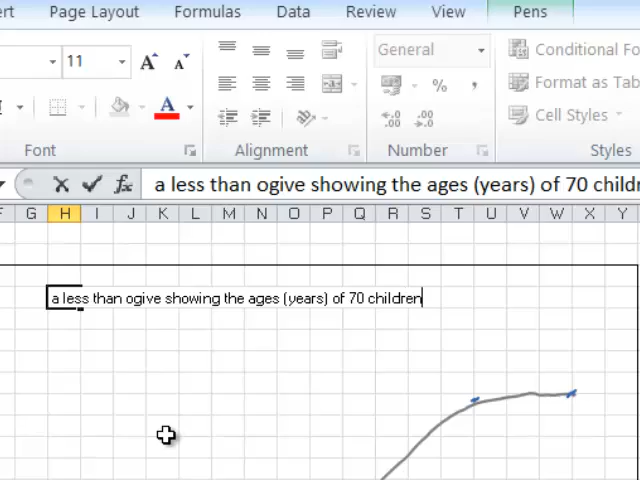 ert Page Layout Formulas Data Review View Pens
11 A A General Conditional Fo
% , Format as Tab
A .00 .0 Cell Styles
Font Alignment Number Styles
fx a less than ogive showing the ages (years) of 70 childr
F G H I J K L M N O P Q R S T U V W X Y
a less than ogive showing the ages (years) of 70 children